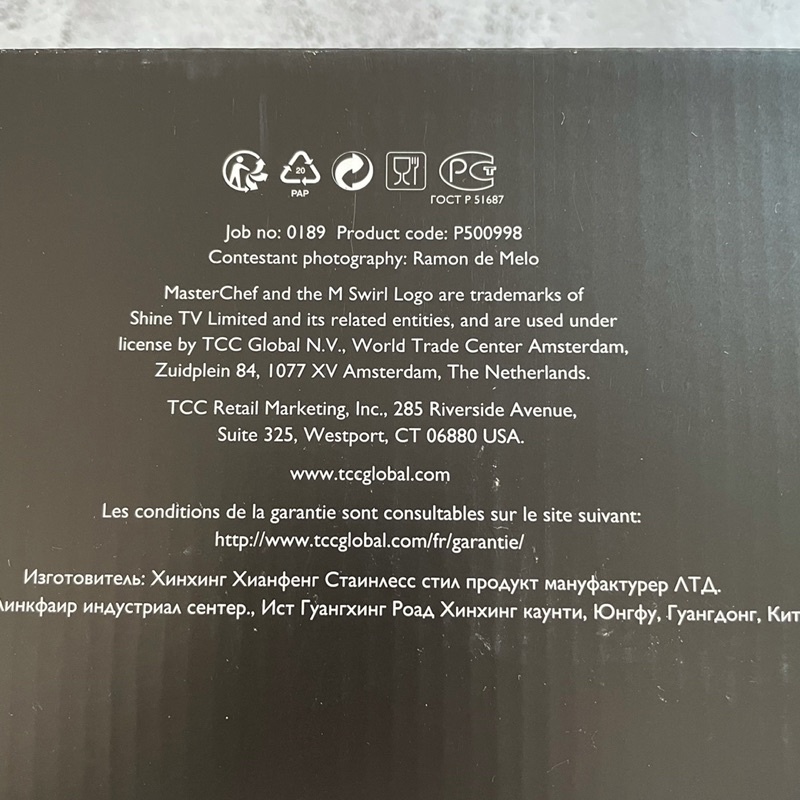 20
PAP
РСТ
ГОСТ Р 51687
Job no: 0189 Product code: P500998
Contestant photography: Ramon de Melo
MasterChef and the M Swirl Logo are trademarks of
Shine TV Limited and its related entities, and are used under
license by TCC Global N.V., World Trade Center Amsterdam,
Zuidplein 84, 1077 XV Amsterdam, The Netherlands.
TCC Retail Marketing, Inc., 285 Riverside Avenue,
Suite 325, Westport, CT 06880 USA.
www.tccglobal.com
Les conditions de la garantie sont consultables sur le site suivant:
http://www.tccglobal.com/fr/garantie/
Изготовитель: Хинхинг Хианфенг Стаинлесс стил продукт мануфактурер ЛТД.
индустриал сентер., Ист Гуангхинг Роад Хинхинг каунти, Юнгфу, Гуангдонг,